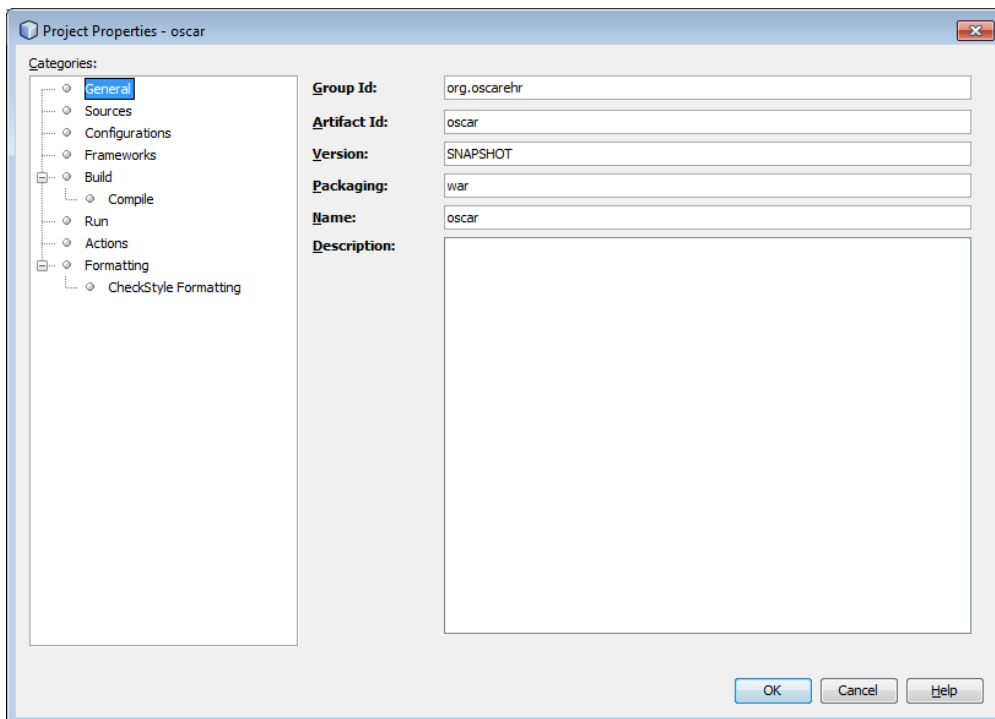 Project Properties - oscar
Categories:
General
Sources
Configurations
Frameworks
Build
Compile
Run
Actions
Formatting
CheckStyle Formatting
Group Id: org.oscarehr
Artifact Id: oscar
Version: SNAPSHOT
Packaging: war
Name: oscar
Description:
OK Cancel Help